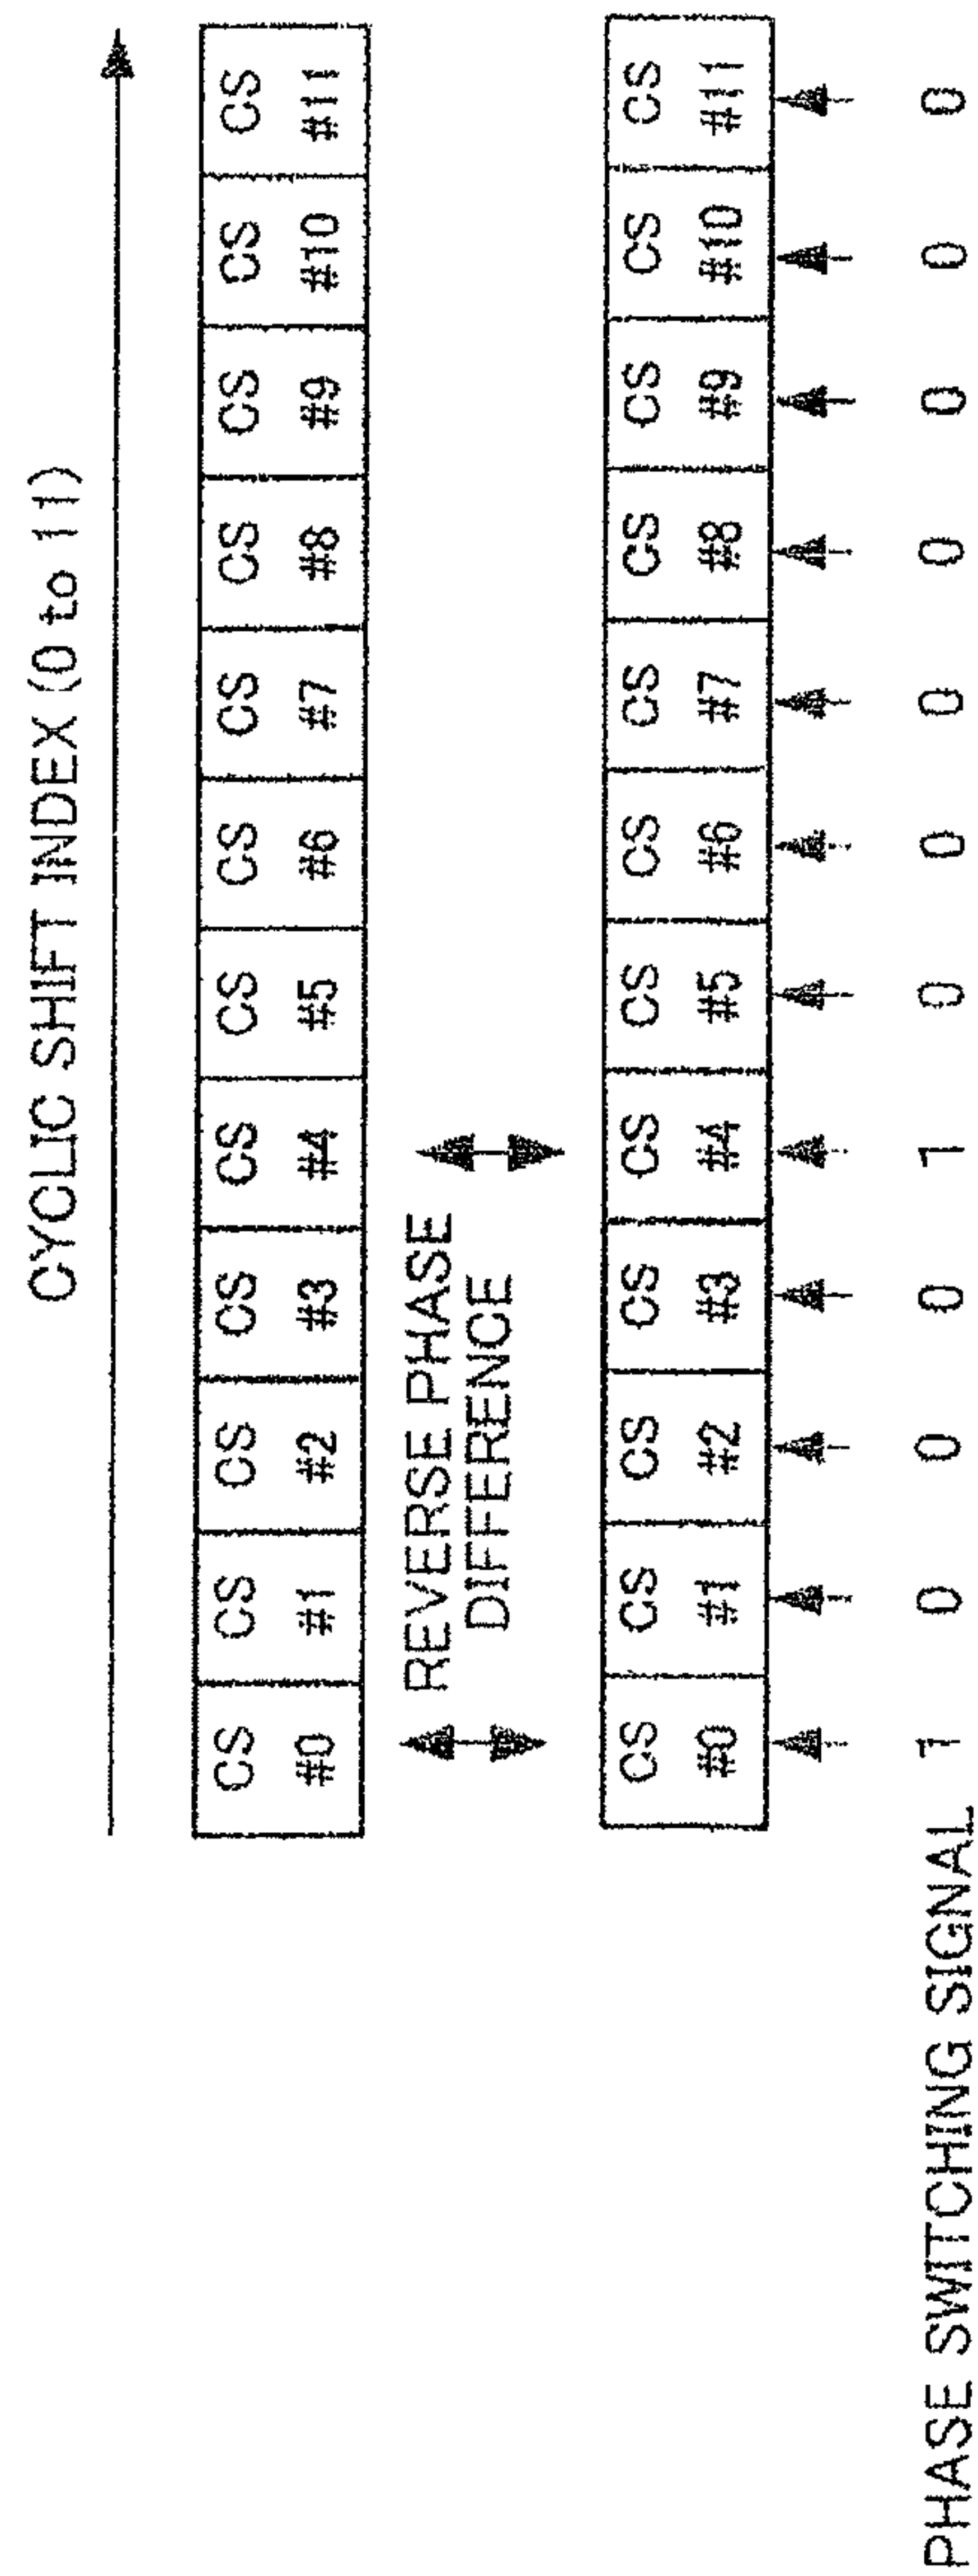 CYCLIC SHIFT INDEX (0 to 11)
CS CS CS CS CS CS CS CS CS CS CS CS
#0 #1 #2 #3 #4 #5 #6 #7 #8 #9 #10 #11
REVERSE PHASE
DIFFERENCE
CS CS CS CS CS CS CS CS CS CS CS CS
#0 #1 #2 #3 #4 #5 #6 #7 #8 #9 #10 #11
PHASE SWITCHING SIGNAL 1 0 0 0 1 0 0 0 0 0 0 0